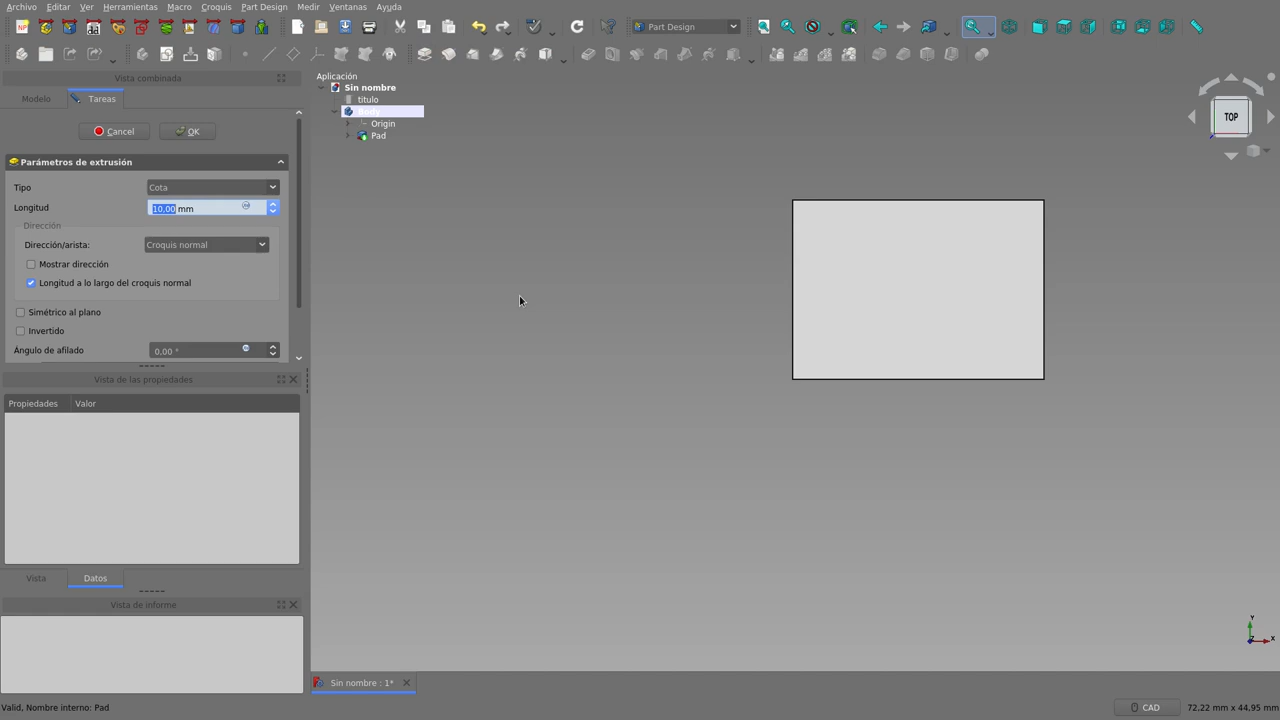 Archivo Editar Ver Herramientas Macro Croquis Part Design Medir Ventanas Ayuda
Part Design
Vista combinada
Modelo Tareas
Cancel OK
Parámetros de extrusión
Tipo Cota
Longitud 10,00 mm
Dirección
Dirección/arista: Croquis normal
Mostrar dirección
Longitud a lo largo del croquis normal
Simétrico al plano
Invertido
Ángulo de afilado 0,00 °
Vista de las propiedades
Propiedades Valor
Vista Datos
Vista de informe
Aplicación
Sin nombre
titulo
Body
Origin
Pad
TOP
Y
Z X
Sin nombre : 1*
Valid, Nombre interno: Pad
CAD 72,22 mm x 44,95 mm